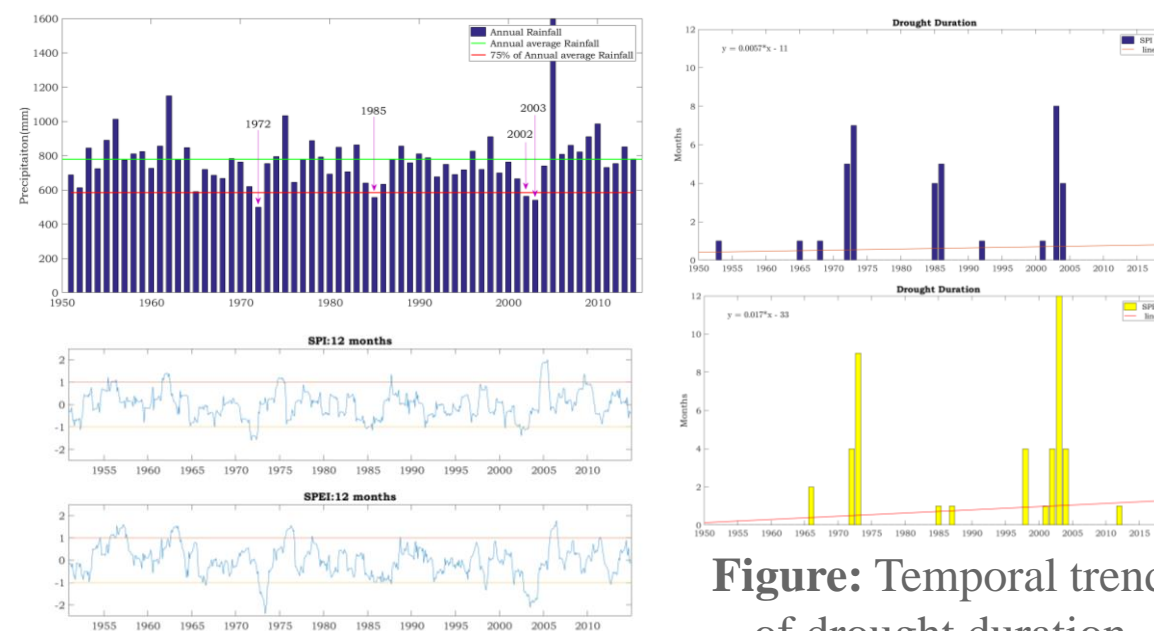 1600
1400
1200
1000
800
600
400
200
0
Precipitaiton(mm)
Annual Rainfall
Annual average Rainfall
75% of Annual average Rainfall
1972
1985
2002
2003
1950 1960 1970 1980 1990 2000 2010
SPI:12 months
2
1
0
-1
-2
1955 1960 1965 1970 1975 1980 1985 1990 1995 2000 2005 2010
SPEI:12 months
2
1
0
-1
-2
1955 1960 1965 1970 1975 1980 1985 1990 1995 2000 2005 2010
Drought Duration
12
10
8
6
4
2
0
Months
y = 0.0057*x - 11
SPI
1950 1955 1960 1965 1970 1975 1980 1985 1990 1995 2000 2005 2010 2015
Drought Duration
12
10
8
6
4
2
0
Months
y = 0.017*x - 33
1950 1955 1960 1965 1970 1975 1980 1985 1990 1995 2000 2005 2010 2015
Figure: Temporal trend
of drought duration